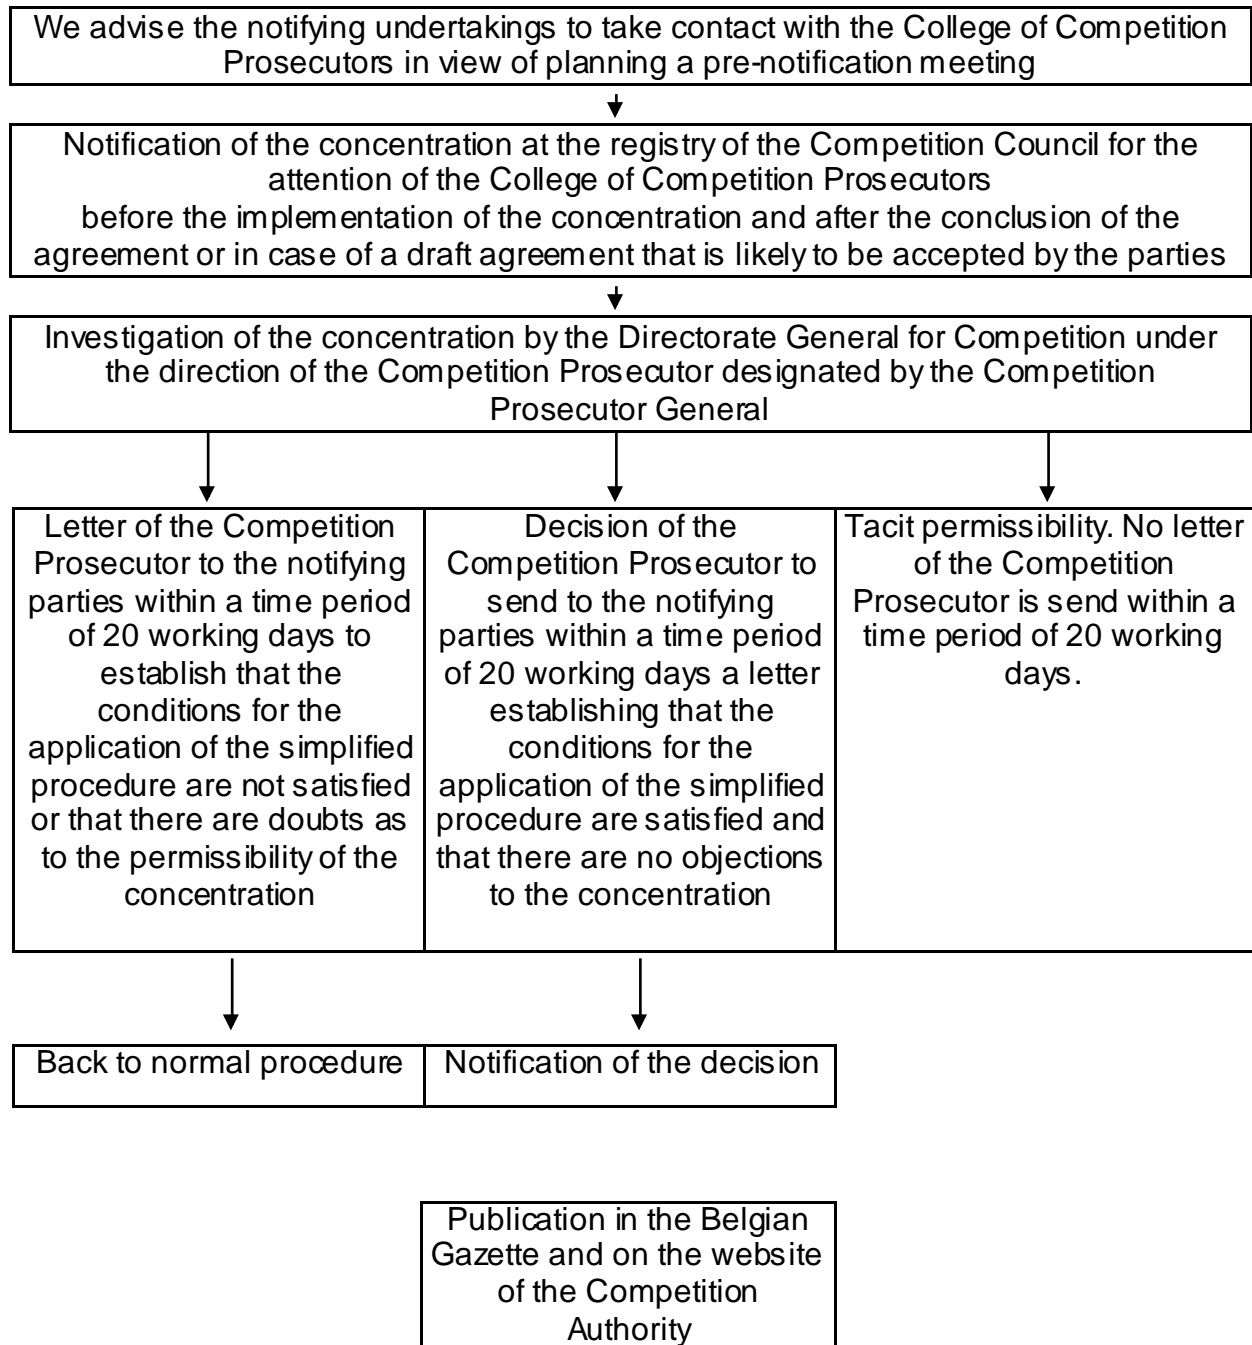 We advise the notifying undertakings to take contact with the College of Competition
Prosecutors in view of planning a pre-notification meeting
Notification of the concentration at the registry of the Competition Council for the
attention of the College of Competition Prosecutors
before the implementation of the concentration and after the conclusion of the
agreement or in case of a draft agreement that is likely to be accepted by the parties
Investigation of the concentration by the Directorate General for Competition under
the direction of the Competition Prosecutor designated by the Competition
Prosecutor General
Letter of the Competition
Prosecutor to the notifying
parties within a time period
of 20 working days to
establish that the
conditions for the
application of the simplified
procedure are not satisfied
or that there are doubts as
to the permissibility of the
concentration
Decision of the
Competition Prosecutor to
send to the notifying
parties within a time period
of 20 working days a letter
establishing that the
conditions for the
application of the simplified
procedure are satisfied and
that there are no objections
to the concentration
Tacit permissibility. No letter
of the Competition
Prosecutor is send within a
time period of 20 working
days.
Back to normal procedure
Notification of the decision
Publication in the Belgian
Gazette and on the website
of the Competition
Authority